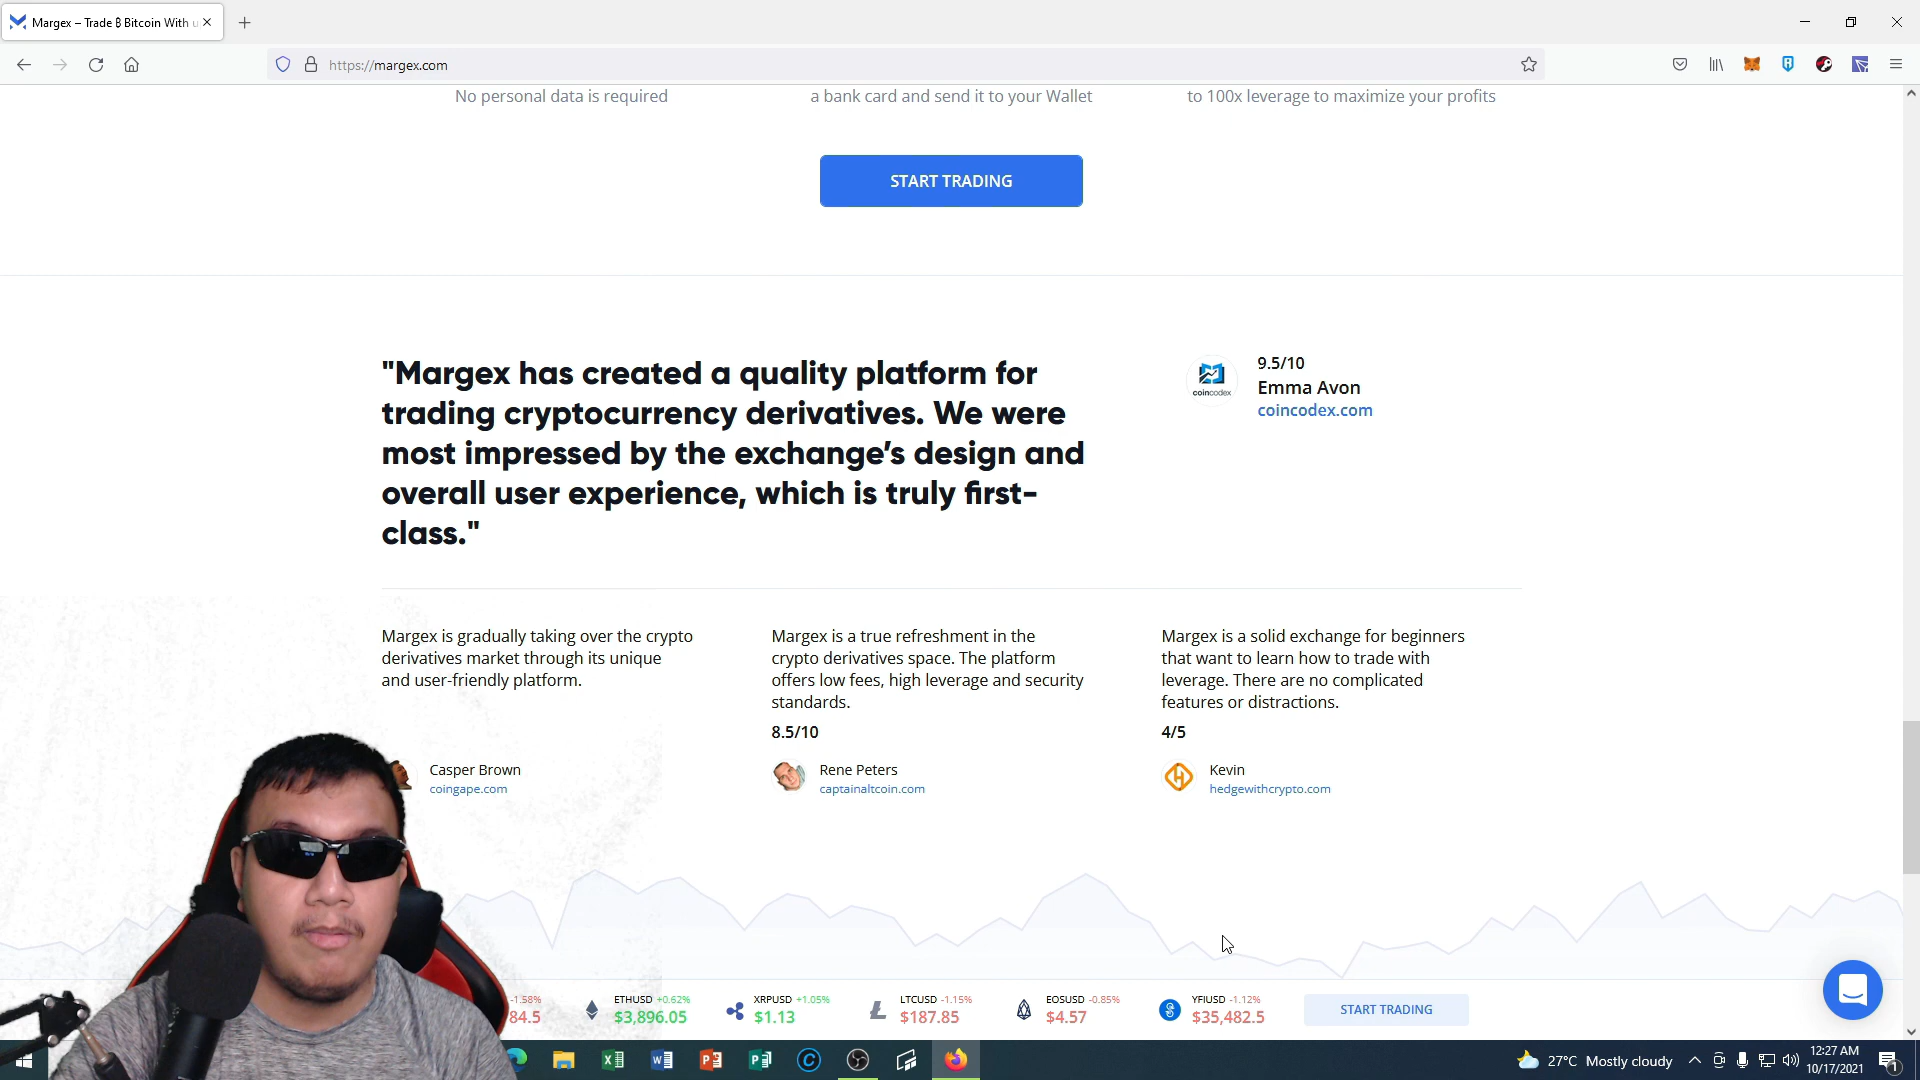 Margex – Trade ₿ Bitcoin With u
https://margex.com
No personal data is required
a bank card and send it to your Wallet
to 100x leverage to maximize your profits
START TRADING
"Margex has created a quality platform for
trading cryptocurrency derivatives. We were
most impressed by the exchange’s design and
overall user experience, which is truly first-
class."
coincodex
9.5/10
Emma Avon
coincodex.com
Margex is gradually taking over the crypto
derivatives market through its unique
and user-friendly platform.
Casper Brown
coingape.com
Margex is a true refreshment in the
crypto derivatives space. The platform
offers low fees, high leverage and security
standards.
8.5/10
Rene Peters
captainaltcoin.com
Margex is a solid exchange for beginners
that want to learn how to trade with
leverage. There are no complicated
features or distractions.
4/5
Kevin
hedgewithcrypto.com
-1.58%
84.5
ETHUSD +0.62%
$3,896.05
XRPUSD +1.05%
$1.13
LTCUSD -1.15%
$187.85
EOSUSD -0.85%
$4.57
YFIUSD -1.12%
$35,482.5
START TRADING
27°C Mostly cloudy
12:27 AM
10/17/2021
1